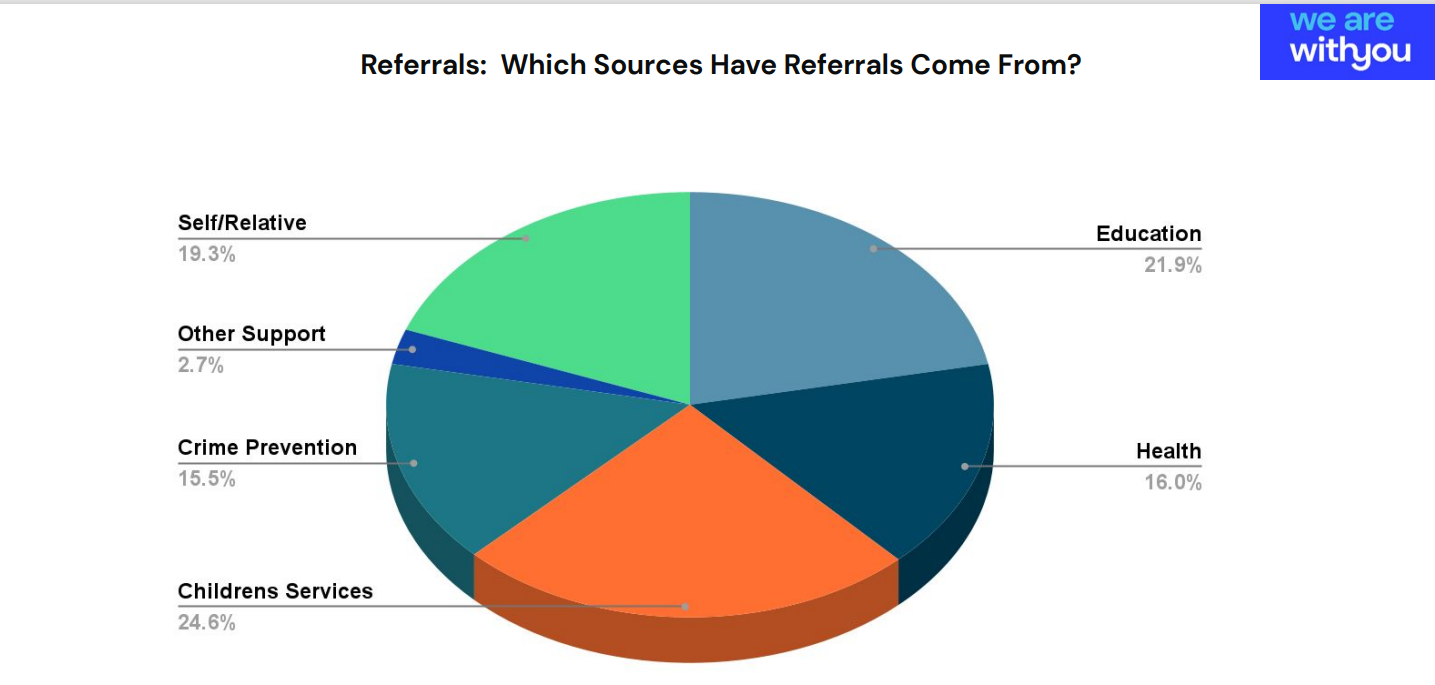 we are
withyou
Referrals:  Which Sources Have Referrals Come From?
Self/Relative
19.3%
Education
21.9%
Other Support
2.7%
Crime Prevention
15.5%
Health
16.0%
Childrens Services
24.6%